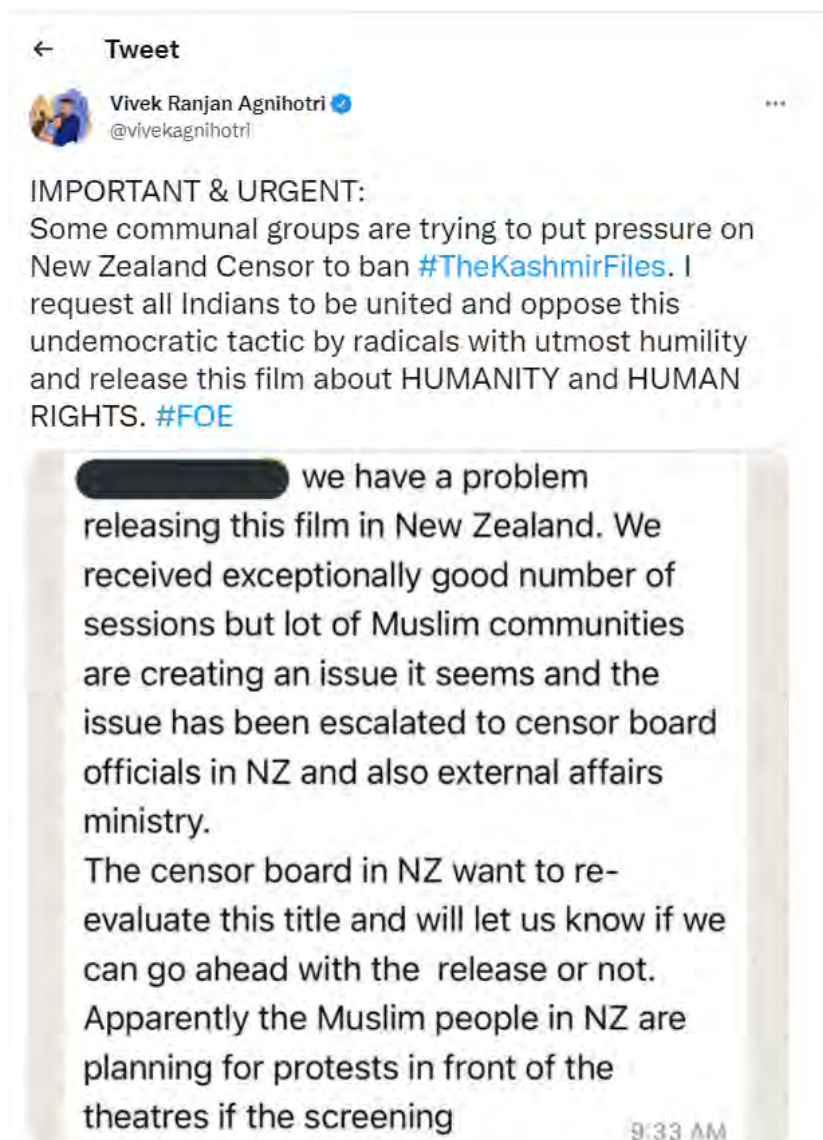 ← Tweet
Vivek Ranjan Agnihotri
@vivekagnihotri
IMPORTANT & URGENT:
Some communal groups are trying to put pressure on
New Zealand Censor to ban #TheKashmirFiles. I
request all Indians to be united and oppose this
undemocratic tactic by radicals with utmost humility
and release this film about HUMANITY and HUMAN
RIGHTS. #FOE
we have a problem
releasing this film in New Zealand. We
received exceptionally good number of
sessions but lot of Muslim communities
are creating an issue it seems and the
issue has been escalated to censor board
officials in NZ and also external affairs
ministry.
The censor board in NZ want to re-
evaluate this title and will let us know if we
can go ahead with the release or not.
Apparently the Muslim people in NZ are
planning for protests in front of the
theatres if the screening
9:33 AM